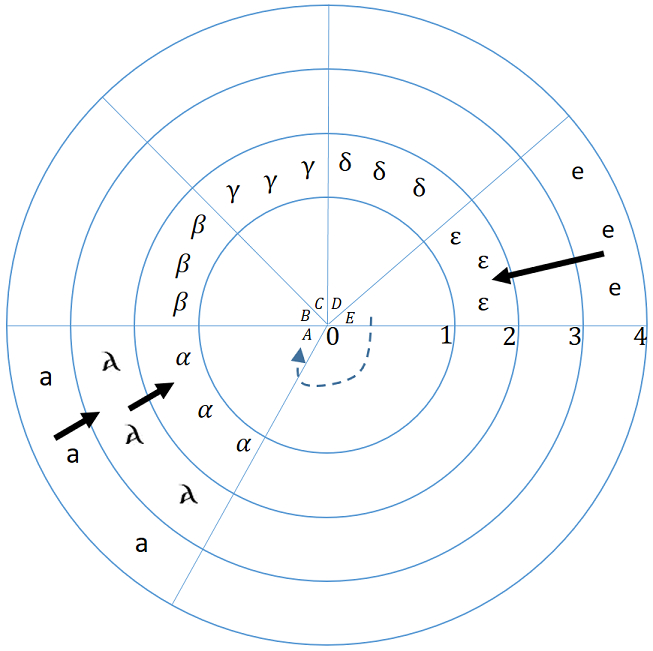 γ γ γ δ δ δ
e
β ε e
β ε
β ε e
C D
B E
A 0 1 2 3 4
a ⲁ α
α
a ⲁ α
ⲁ
a